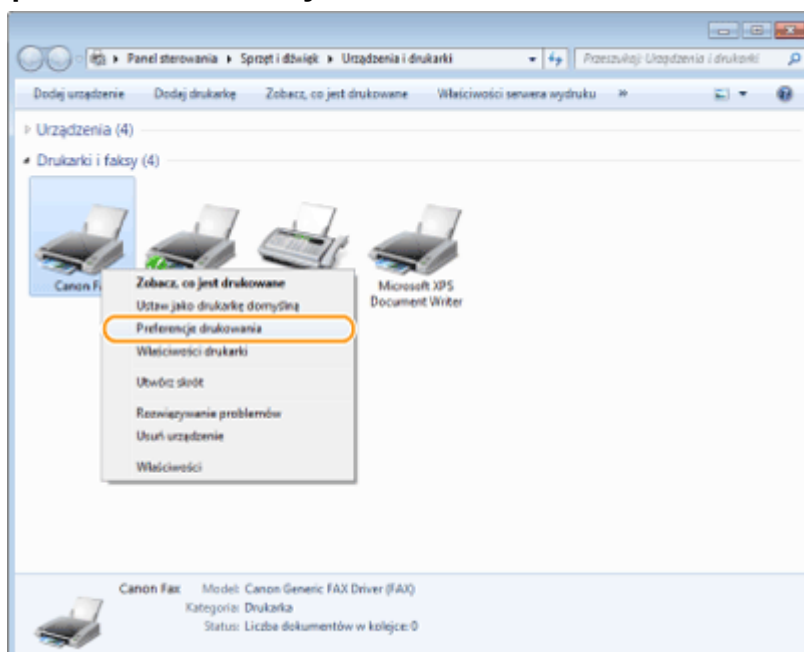 Panel sterowania ▸ Sprzęt i dźwięk ▸ Urządzenia i drukarki
Przeszukaj: Urządzenia i drukarki
Dodaj urządzenie Dodaj drukarkę Zobacz, co jest drukowane Właściwości serwera wydruku »
Urządzenia (4)
Drukarki i faksy (4)
Canon
Microsoft XPS
Document Writer
Zobacz, co jest drukowane
Ustaw jako drukarkę domyślną
Preferencje drukowania
Właściwości drukarki
Utwórz skrót
Rozwiązywanie problemów
Usuń urządzenie
Właściwości
Canon Fax Model: Canon Generic FAX Driver (FAX)
Kategoria: Drukarka
Status: Liczba dokumentów w kolejce: 0